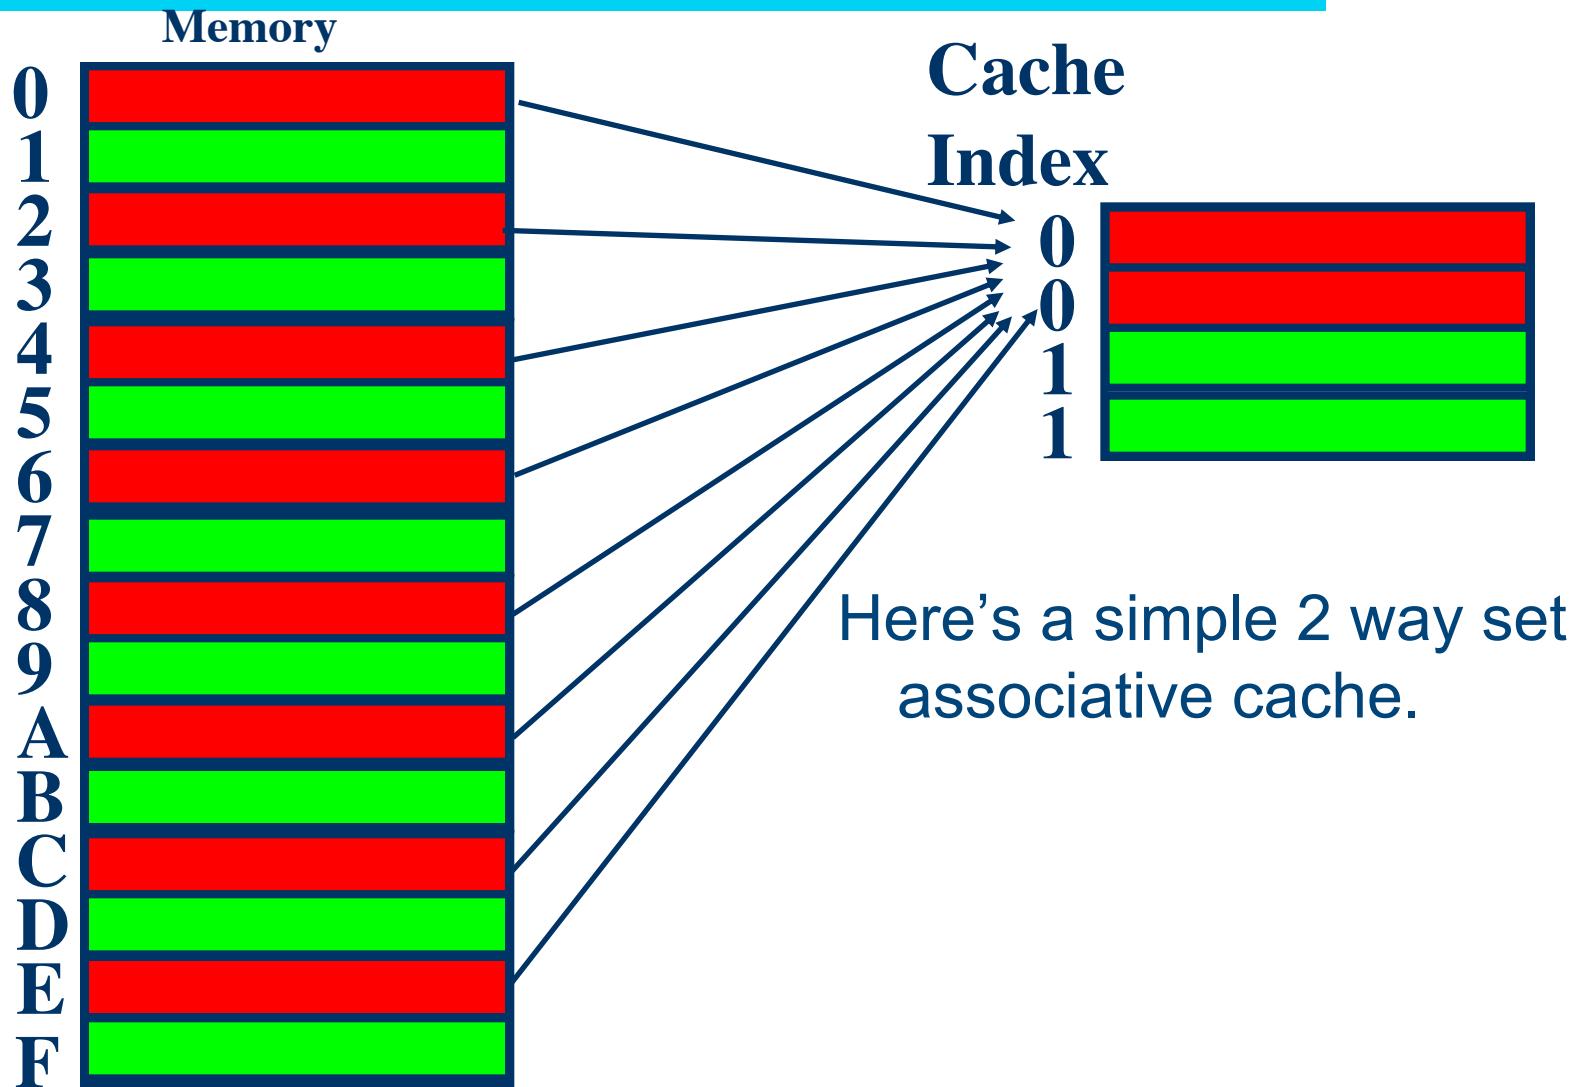 Memory
0
1
2
3
4
5
6
7
8
9
A
B
C
D
E
F
Cache
Index
0
0
1
1
Here’s a simple 2 way set
associative cache.